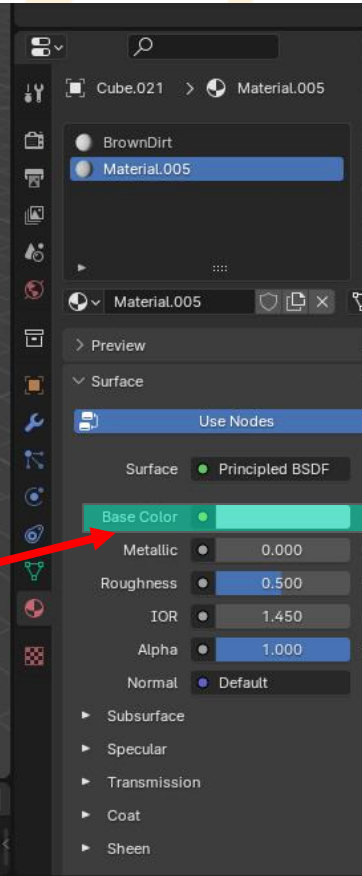 Cube.021 > Material.005
BrownDirt
Material.005
Material.005
Preview
Surface
Use Nodes
Surface Principled BSDF
Base Color
Metallic 0.000
Roughness 0.500
IOR 1.450
Alpha 1.000
Normal Default
Subsurface
Specular
Transmission
Coat
Sheen